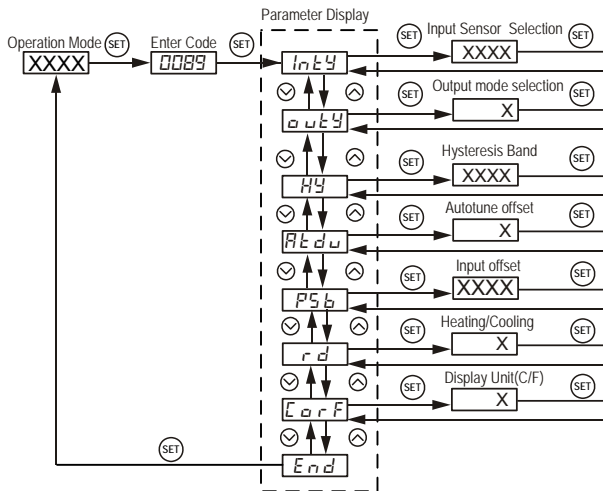 Parameter Display
Operation Mode SET Enter Code SET
XXXX 0089 IntY
SET Input Sensor Selection SET
XXXX
outY
SET Output mode selection SET
X
HY
SET Hysteresis Band SET
XXXX
Atdu
SET Autotune offset SET
X
PSb
SET Input offset SET
XXXX
rd
SET Heating/Cooling SET
X
CorF
SET Display Unit(C/F) SET
X
SET
End